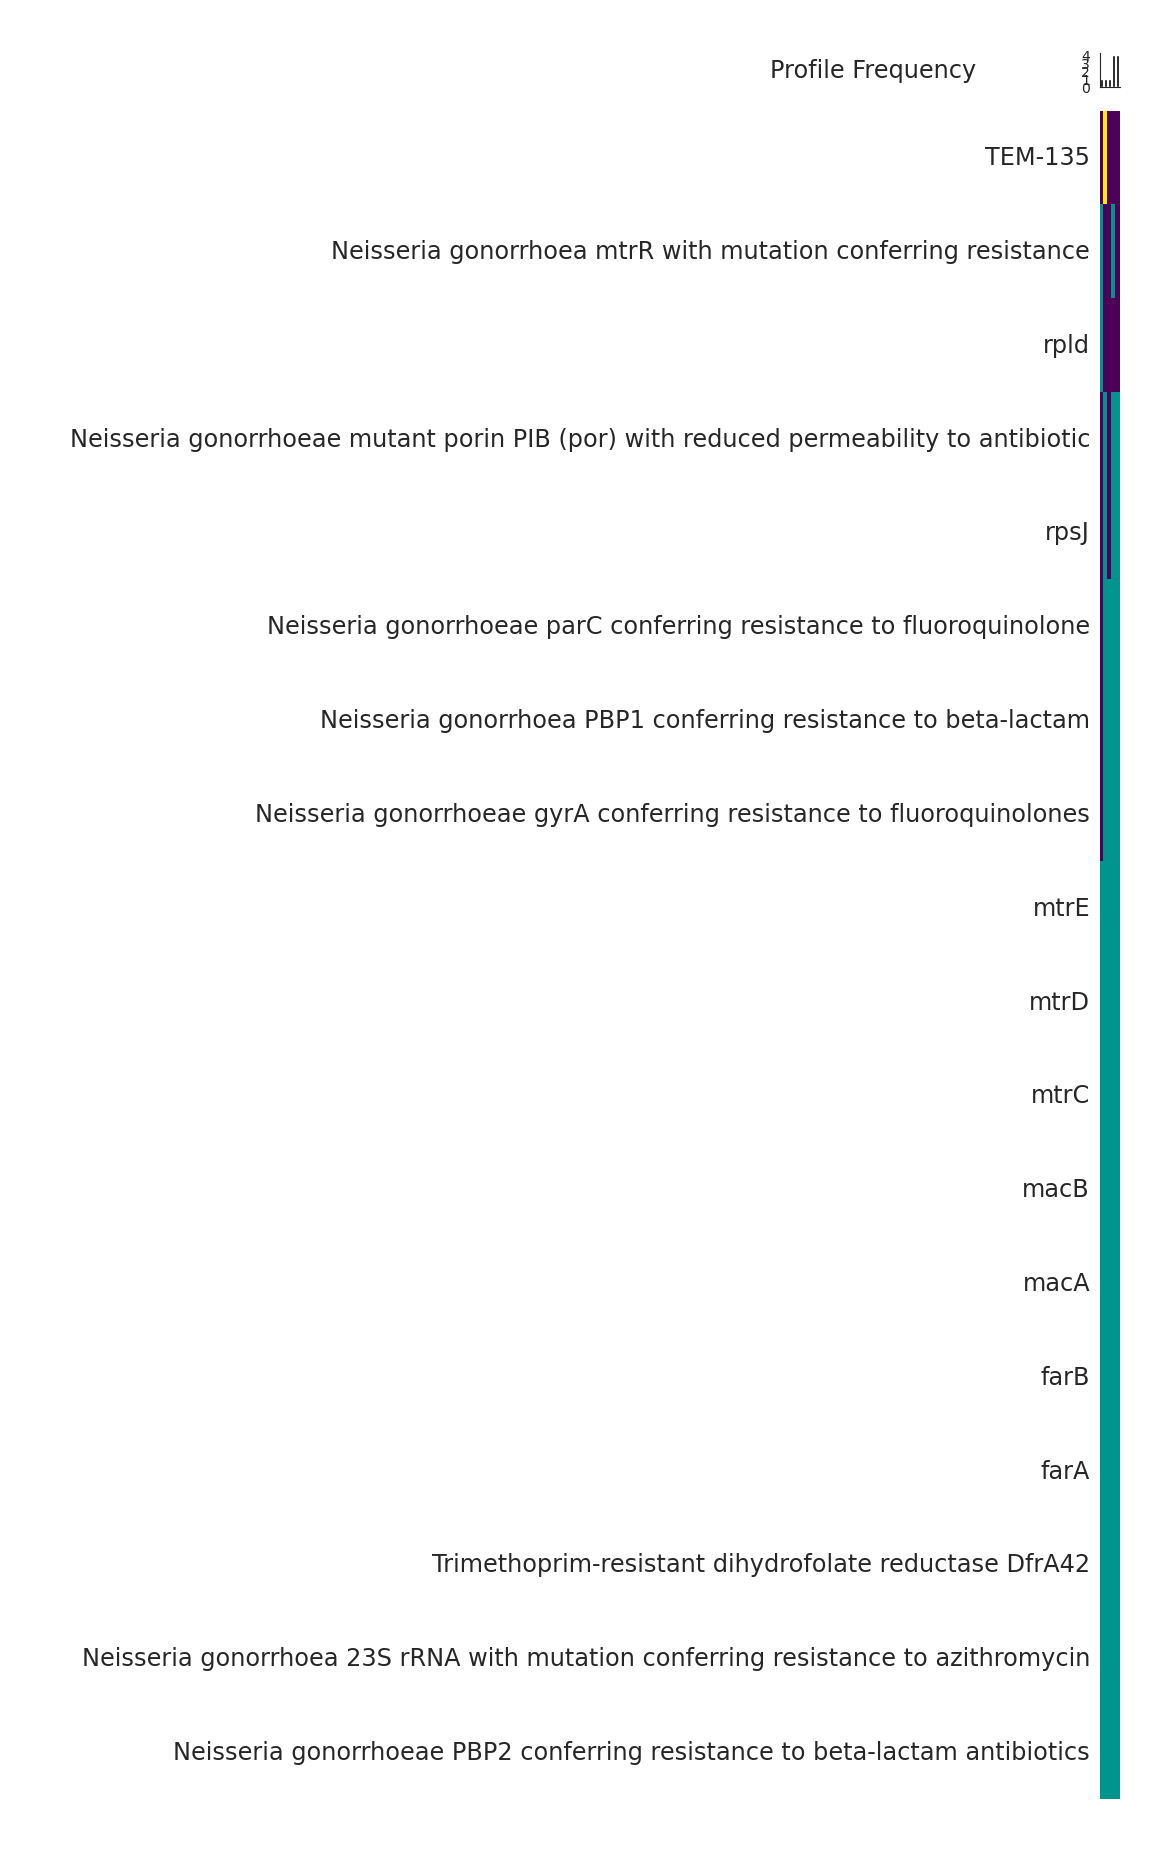 Profile Frequency
4
3
2
1
0
TEM-135
Neisseria gonorrhoea mtrR with mutation conferring resistance
rpld
Neisseria gonorrhoeae mutant porin PIB (por) with reduced permeability to antibiotic
rpsJ
Neisseria gonorrhoeae parC conferring resistance to fluoroquinolone
Neisseria gonorrhoea PBP1 conferring resistance to beta-lactam
Neisseria gonorrhoeae gyrA conferring resistance to fluoroquinolones
mtrE
mtrD
mtrC
macB
macA
farB
farA
Trimethoprim-resistant dihydrofolate reductase DfrA42
Neisseria gonorrhoea 23S rRNA with mutation conferring resistance to azithromycin
Neisseria gonorrhoeae PBP2 conferring resistance to beta-lactam antibiotics